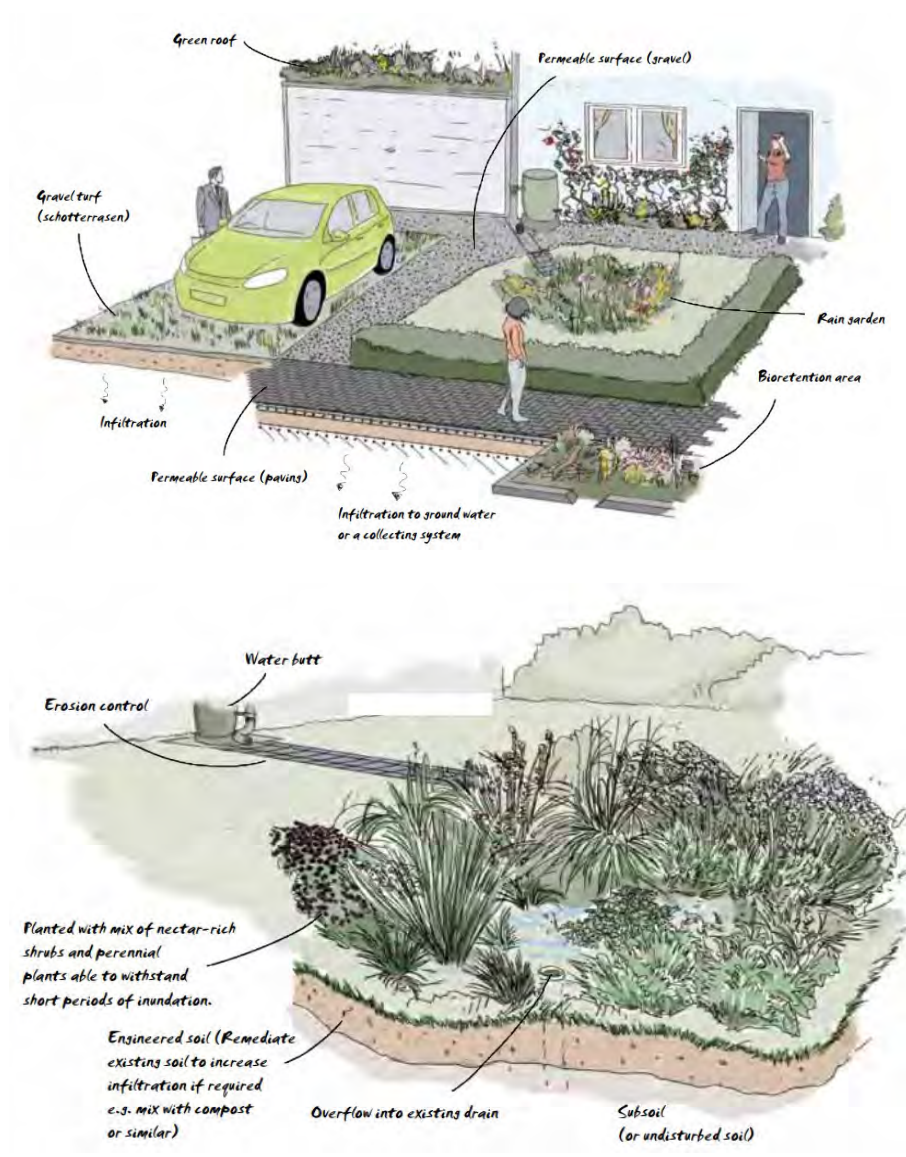 Green roof
Permeable surface (gravel)
Gravel turf
(schotterrasen)
Rain garden
Bioretention area
Infiltration
Permeable surface (paving)
Infiltration to ground water
or a collecting system
Water butt
Erosion control
Planted with mix of nectar-rich
shrubs and perennial
plants able to withstand
short periods of inundation.
Engineered soil (Remediate
existing soil to increase
infiltration if required
e.g. mix with compost
or similar)
Overflow into existing drain
Subsoil
(or undisturbed soil)